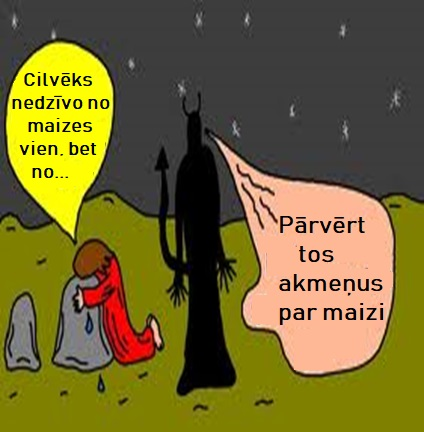 Cilvēks
nedzīvo no
maizes
vien, bet
no...
Pārvērt
tos
akmeņus
par maizi